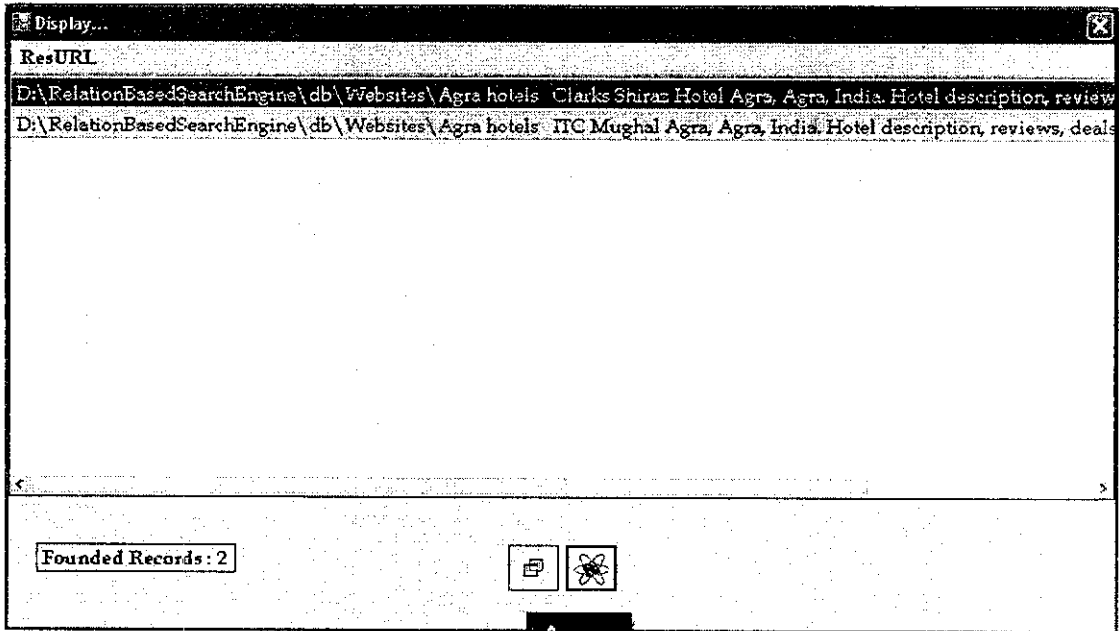 Display...
ResURL
D:\RelationBasedSearchEngine\db\Websites\Agra hotels Clarks Shiraz Hotel Agra, Agra, India. Hotel description, review
D:\RelationBasedSearchEngine\db\Websites\Agra hotels ITC Mughal Agra, Agra, India. Hotel description, reviews, deals
Founded Records : 2